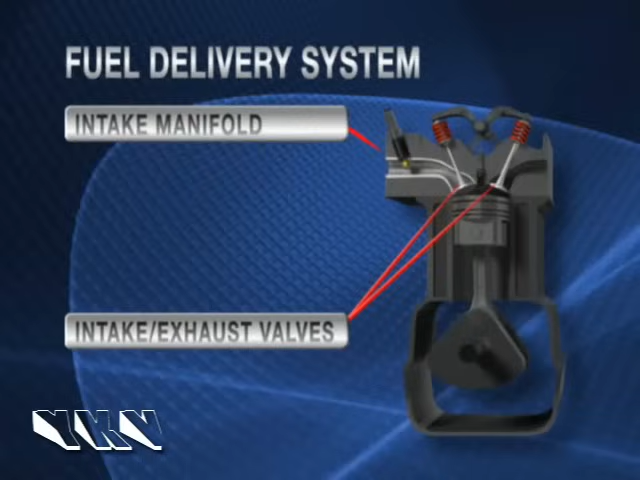 FUEL DELIVERY SYSTEM
INTAKE MANIFOLD
INTAKE/EXHAUST VALVES